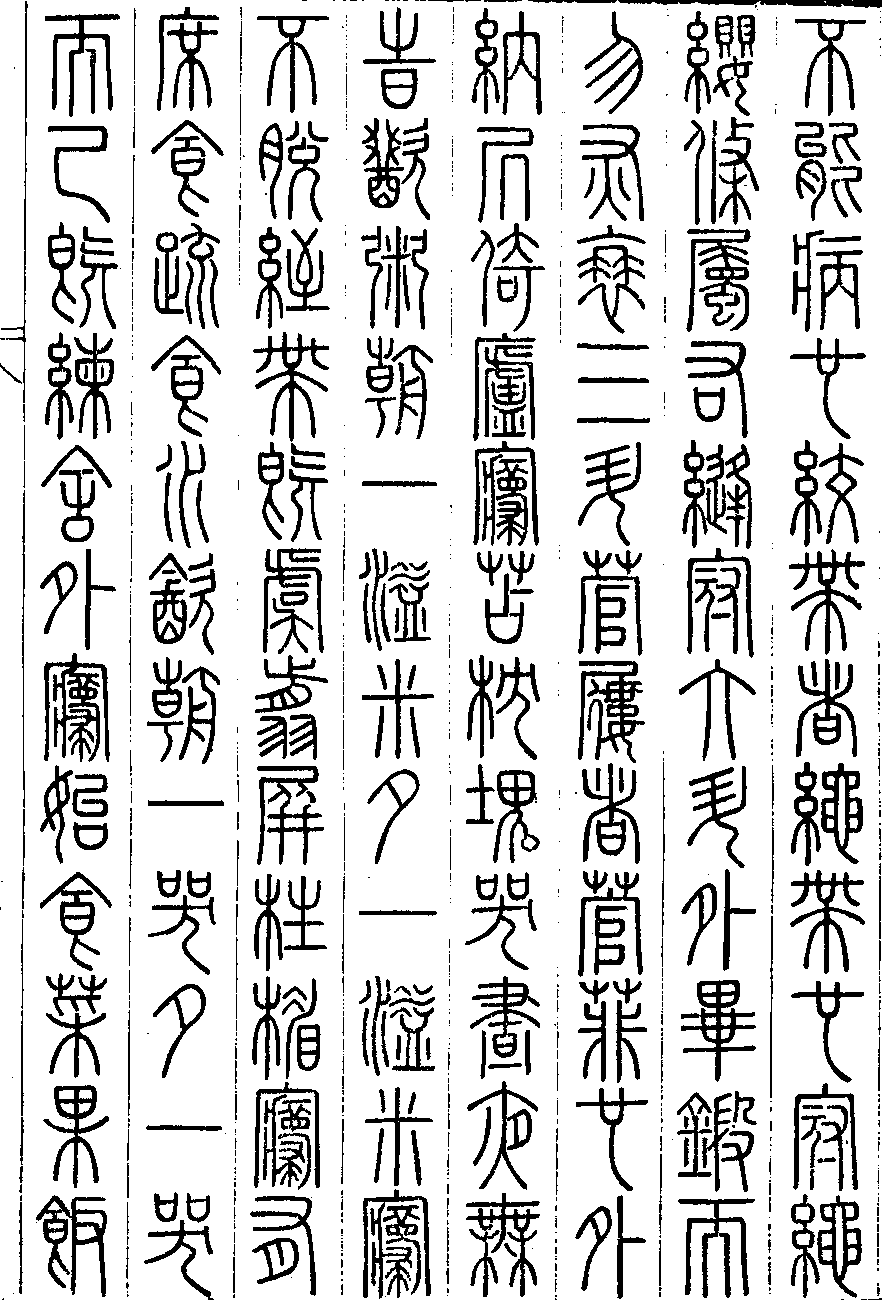 不能病也絞帶者繩帶也冠繩
纓條屬右縫冠六升外畢鍛而
勿灰衰三升菅屨者菅菲也外
納居倚廬寢苫枕塊哭晝夜無
時歠粥朝一溢米夕一溢米寢
不脫絰帶既虞翦屏柱楣寢有
席食疏食水飲朝一哭夕一哭
而已既練舍外寢始食菜果飯